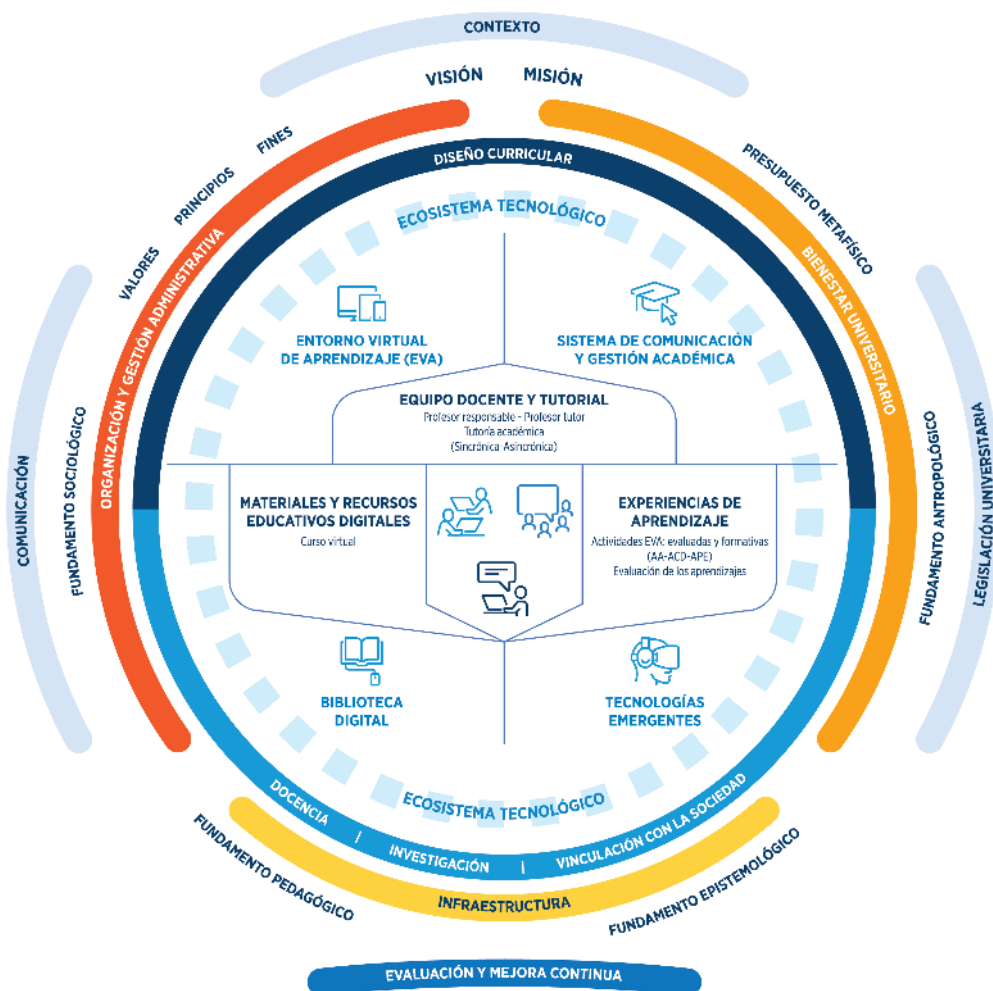 CONTEXTO
VISIÓN
MISIÓN
FINES
PRINCIPIOS
VALORES
PRESUPUESTO METAFÍSICO
DISEÑO CURRICULAR
ORGANIZACIÓN Y GESTIÓN ADMINISTRATIVA
BIENESTAR UNIVERSITARIO
ECOSISTEMA TECNOLÓGICO
ENTORNO VIRTUAL
DE APRENDIZAJE (EVA)
SISTEMA DE COMUNICACIÓN
Y GESTIÓN ACADÉMICA
EQUIPO DOCENTE Y TUTORIAL
Profesor responsable - Profesor tutor
Tutoría académica
(Sincrónica-Asincrónica)
COMUNICACIÓN
FUNDAMENTO SOCIOLÓGICO
FUNDAMENTO ANTROPOLÓGICO
LEGISLACIÓN UNIVERSITARIA
MATERIALES Y RECURSOS
EDUCATIVOS DIGITALES
Curso virtual
EXPERIENCIAS DE
APRENDIZAJE
Actividades EVA: evaluadas y formativas
(AA-ACD-APE)
Evaluación de los aprendizajes
BIBLIOTECA
DIGITAL
TECNOLOGÍAS
EMERGENTES
ECOSISTEMA TECNOLÓGICO
DOCENCIA | INVESTIGACIÓN | VINCULACIÓN CON LA SOCIEDAD
FUNDAMENTO PEDAGÓGICO
INFRAESTRUCTURA
FUNDAMENTO EPISTEMOLÓGICO
EVALUACIÓN Y MEJORA CONTINUA